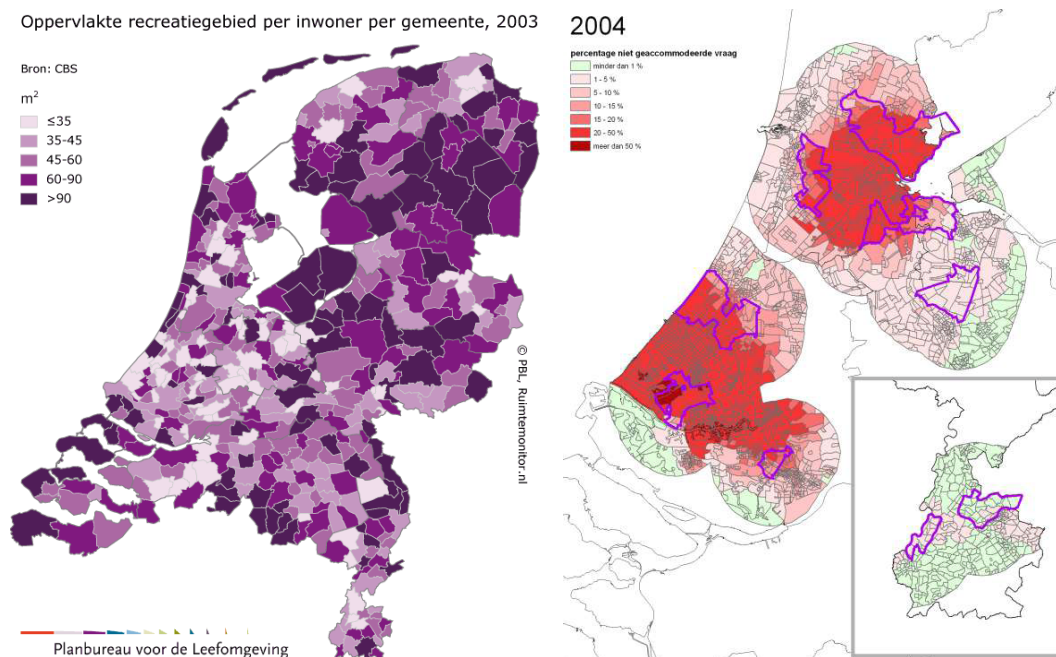 Oppervlakte recreatiegebied per inwoner per gemeente, 2003
Bron: CBS
m²
≤35
35-45
45-60
60-90
>90
© PBL, Ruimtemonitor.nl
Planbureau voor de Leefomgeving
2004
percentage niet geaccommodeerde vraag
minder dan 1 %
1 - 5 %
5 - 10 %
10 - 15 %
15 - 20 %
20 - 50 %
meer dan 50 %